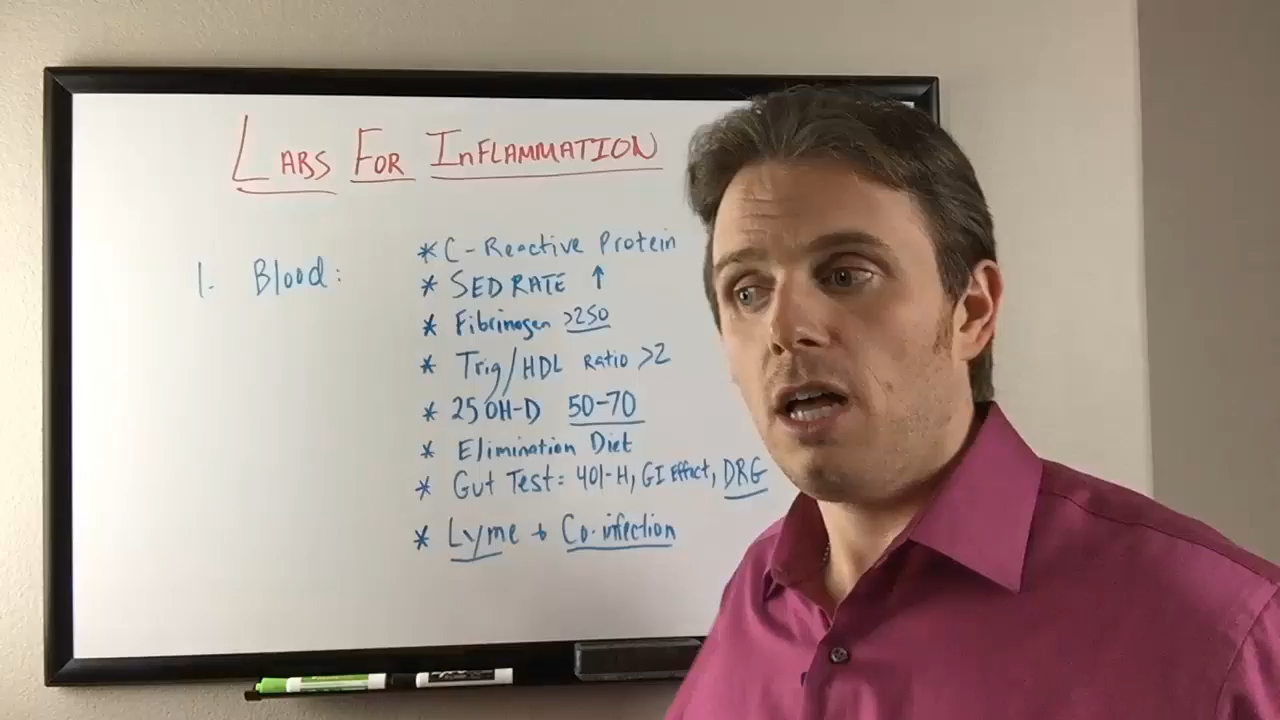 LABS FOR INFLAMMATION
1. Blood:
* C-Reactive Protein
* SED RATE ↑
* Fibrinogen >250
* Trig/HDL RATIO >2
* 25 OH-D 50-70
* Elimination Diet
* Gut Test: 401-H, GI Effect, DRG
* Lyme + Co-infection